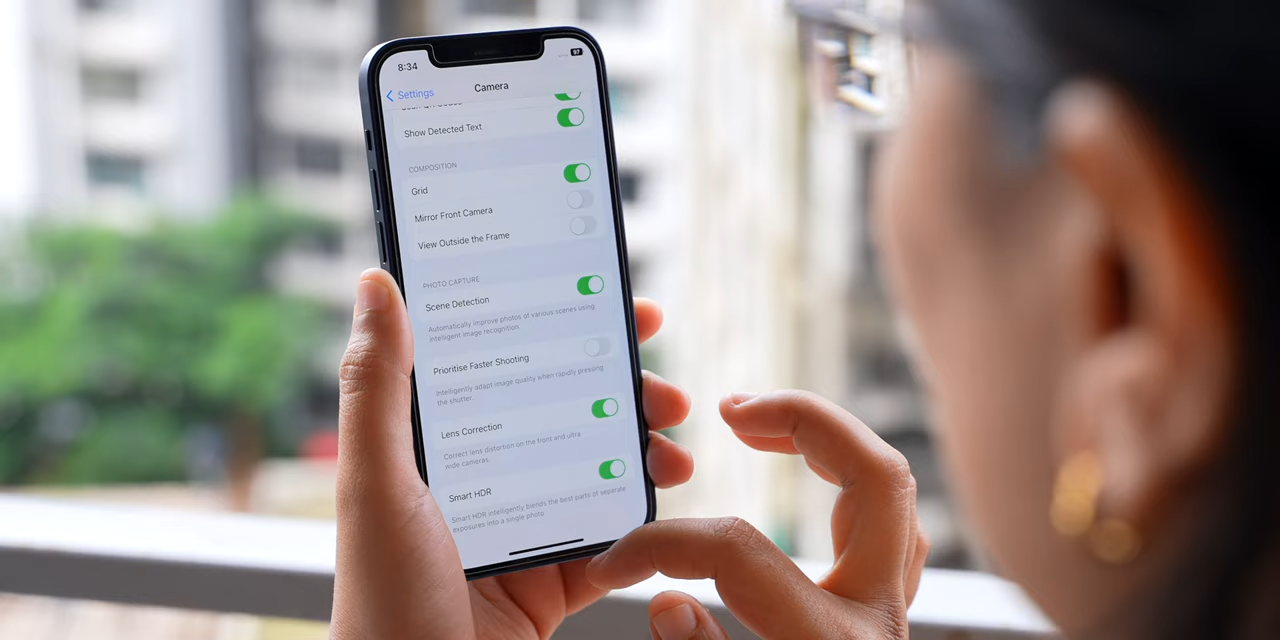 8:34
97
Settings
Camera
Show Detected Text
COMPOSITION
Grid
Mirror Front Camera
View Outside the Frame
PHOTO CAPTURE
Scene Detection
Automatically improve photos of various scenes using
intelligent image recognition.
Prioritise Faster Shooting
Intelligently adapt image quality when rapidly pressing
the shutter.
Lens Correction
Correct lens distortion on the front and ultra
wide cameras.
Smart HDR
Smart HDR intelligently blends the best parts of separate
exposures into a single photo